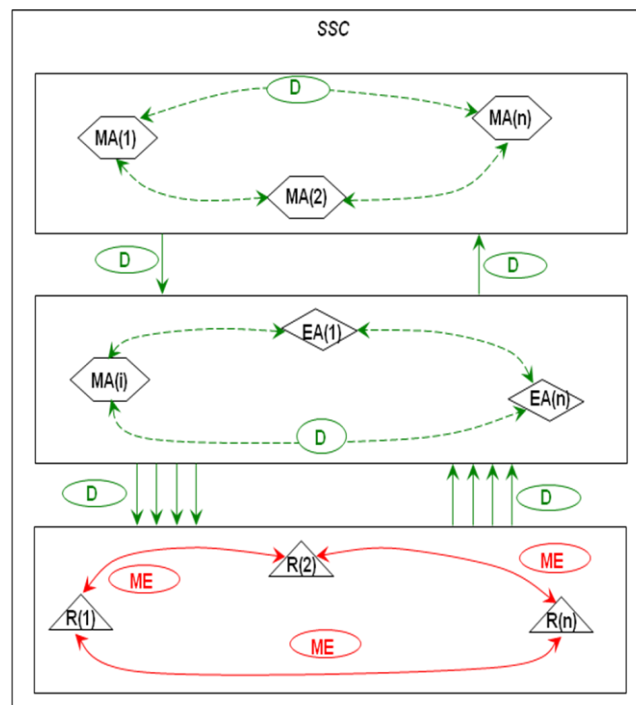 SSC
D
MA(1)
MA(n)
MA(2)
D
D
EA(1)
MA(i)
EA(n)
D
D
D
ME
R(2)
ME
R(1)
R(n)
ME